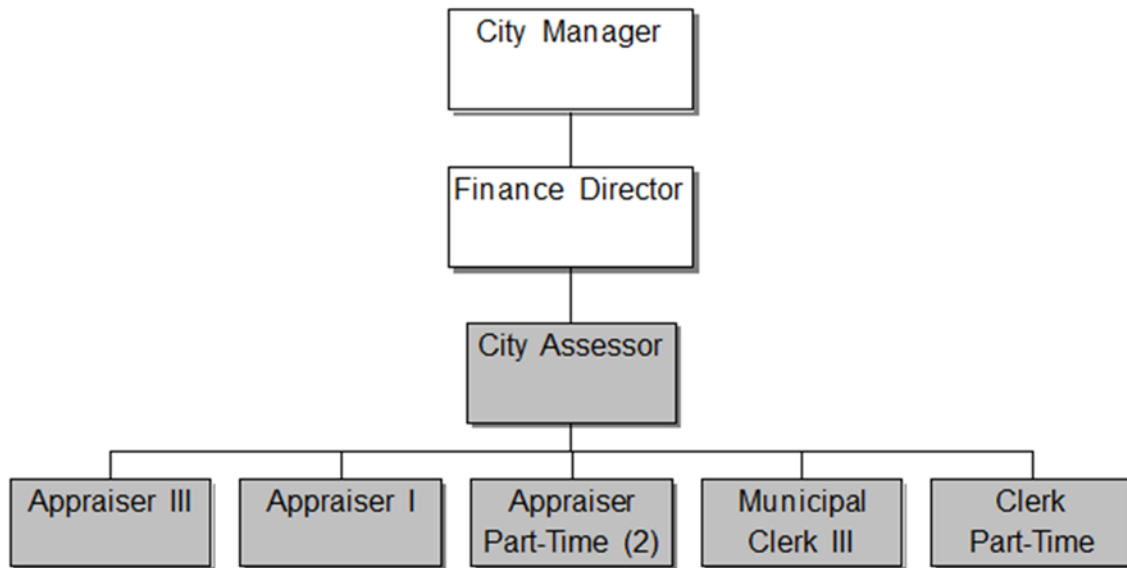 City Manager
Finance Director
City Assessor
Appraiser III
Appraiser I
Appraiser
Part-Time (2)
Municipal
Clerk III
Clerk
Part-Time